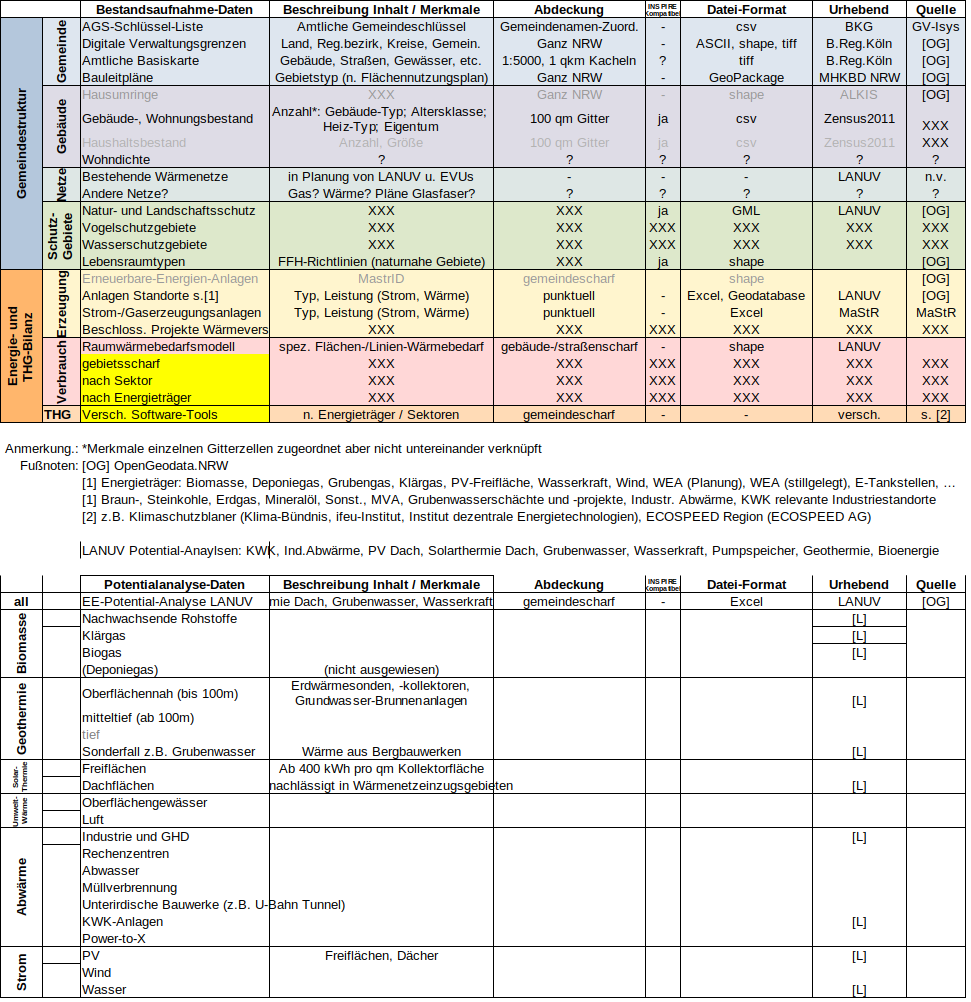 Bestandsaufnahme-Daten Beschreibung Inhalt / Merkmale Abdeckung INSPIRE Kompatibel Datei-Format Urhebend Quelle
Gemeindestruktur
Gemeinde
AGS-Schlüssel-Liste Amtliche Gemeideschlüssel Gemeindenamen-Zuord. - csv BKG GV-Isys
Digitale Verwaltungsgrenzen Land, Reg.bezirk, Kreise, Gemein. Ganz NRW - ASCII, shape, tiff B.Reg.Köln [OG]
Amtliche Basiskarte Gebäude, Straßen, Gewässer, etc. 1:5000, 1 qkm Kacheln ? tiff B.Reg.Köln [OG]
Bauleitpläne Gebietstyp (n. Flächennutzungsplan) Ganz NRW - GeoPackage MHKBD NRW [OG]
Gebäude
Hausumringe XXX Ganz NRW - shape ALKIS [OG]
Gebäude-, Wohnungsbestand Anzahl*: Gebäude-Typ; Altersklasse; Heiz-Typ; Eigentum 100 qm Gitter ja csv Zensus2011 XXX
Haushaltsbestand Anzahl, Größe 100 qm Gitter ja csv Zensus2011 XXX
Wohndichte ? ? ? ? ? ?
Netze
Bestehende Wärmenetze in Planung von LANUV u. EVUs - - - LANUV n.v.
Andere Netze? Gas? Wärme? Pläne Glasfaser? ? ? ? ? ?
Schutz-Gebiete
Natur- und Landschaftsschutz XXX XXX ja GML LANUV [OG]
Vogelschutzgebiete XXX XXX XXX XXX XXX XXX
Wasserschutzgebiete XXX XXX XXX XXX XXX XXX
Lebensraumtypen FFH-Richtlinien (naturnahe Gebiete) XXX ja shape [OG]
Energie- und THG-Bilanz
Erzeugung
Erneuerbare-Energien-Anlagen MastrID gemeindescharf shape [OG]
Anlagen Standorte s.[1] Typ, Leistung (Strom, Wärme) punktuell - Excel, Geodatabase LANUV [OG]
Strom-/Gaserzeugungsanlagen Typ, Leistung (Strom, Wärme) punktuell - Excel MaStR MaStR
Beschloss. Projekte Wärmevers XXX XXX XXX XXX XXX XXX
Verbrauch
Raumwärmebedarfsmodell spez. Flächen-/Linien-Wärmebedarf gebäude-/straßenscharf - shape LANUV
gebietsscharf XXX XXX XXX XXX XXX XXX
nach Sektor XXX XXX XXX XXX XXX XXX
nach Energieträger XXX XXX XXX XXX XXX XXX
THG Versch. Software-Tools n. Energieträger / Sektoren gemeindescharf - - versch. s. [2]
Anmerkung.: *Merkmale einzelnen Gitterzellen zugeordnet aber nicht untereinander verknüpft
Fußnoten: [OG] OpenGeodata.NRW
[1] Energieträger: Biomasse, Deponiegas, Grubengas, Klärgas, PV-Freifläche, Wasserkraft, Wind, WEA (Planung), WEA (stillgelegt), E-Tankstellen, …
[1] Braun-, Steinkohle, Erdgas, Mineralöl, Sonst., MVA, Grubenwasserschächte und -projekte, Industr. Abwärme, KWK relevante Industriestandorte
[2] z.B. Klimaschutzblaner (Klima-Bündnis, ifeu-Institut, Institut dezentrale Energietechnologien), ECOSPEED Region (ECOSPEED AG)
LANUV Potential-Anaylsen: KWK, Ind.Abwärme, PV Dach, Solarthermie Dach, Grubenwasser, Wasserkraft, Pumpspeicher, Geothermie, Bioenergie
Potentialanalyse-Daten Beschreibung Inhalt / Merkmale Abdeckung INSPIRE Kompatibel Datei-Format Urhebend Quelle
all EE-Potential-Analyse LANUV mie Dach, Grubenwasser, Wasserkraft gemeindescharf - Excel LANUV [OG]
Biomasse
Nachwachsende Rohstoffe [L]
Klärgas [L]
Biogas [L]
(Deponiegas) (nicht ausgewiesen)
Geothermie
Oberflächennah (bis 100m) Erdwärmesonden, -kollektoren, Grundwasser-Brunnenanlagen [L]
mitteltief (ab 100m)
tief
Sonderfall z.B. Grubenwasser Wärme aus Bergbauwerken [L]
Solar-Thermie
Freiflächen Ab 400 kWh pro qm Kollektorfläche
Dachflächen nachlässigt in Wärmenetzeinzugsgebieten [L]
Umwelt-Wärme
Oberflächengewässer
Luft
Abwärme
Industrie und GHD [L]
Rechenzentren
Abwasser
Müllverbrennung
Unterirdische Bauwerke (z.B. U-Bahn Tunnel)
KWK-Anlagen [L]
Power-to-X
Strom
PV Freiflächen, Dächer [L]
Wind
Wasser [L]